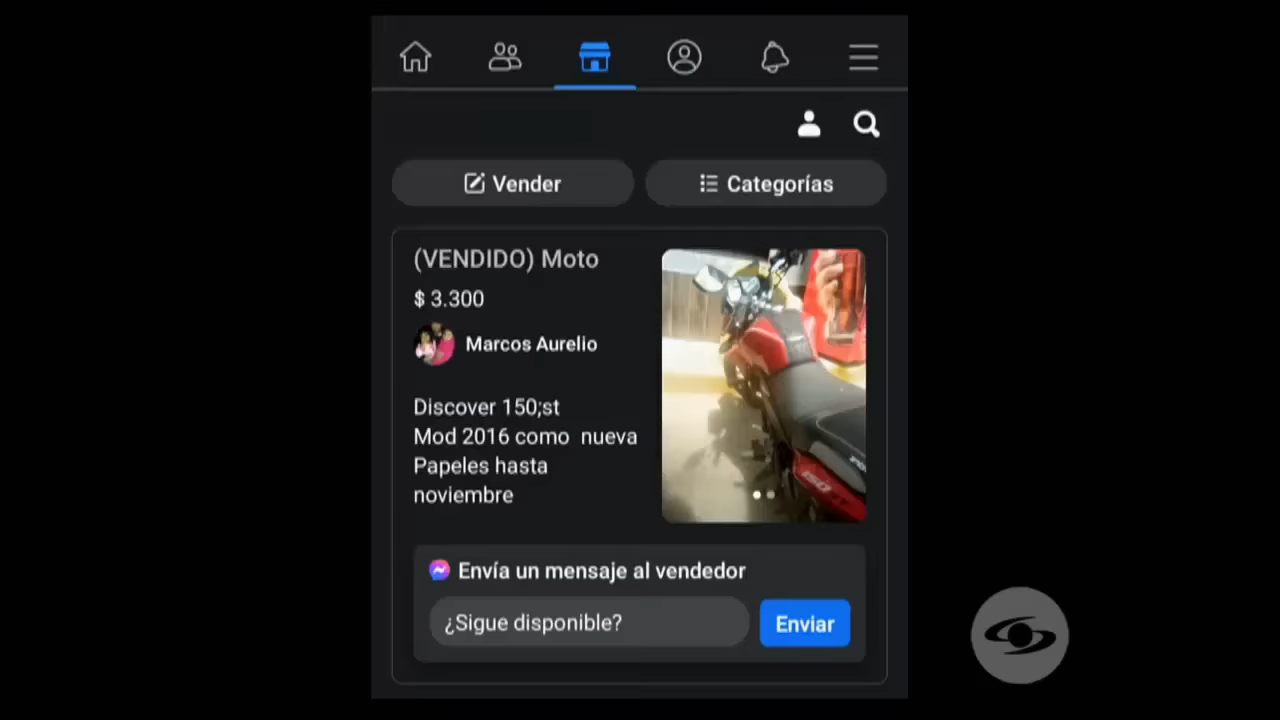 Vender
Categorías
(VENDIDO) Moto
$ 3.300
Marcos Aurelio
Discover 150;st
Mod 2016 como  nueva
Papeles hasta
noviembre
150
Envía un mensaje al vendedor
¿Sigue disponible?
Enviar